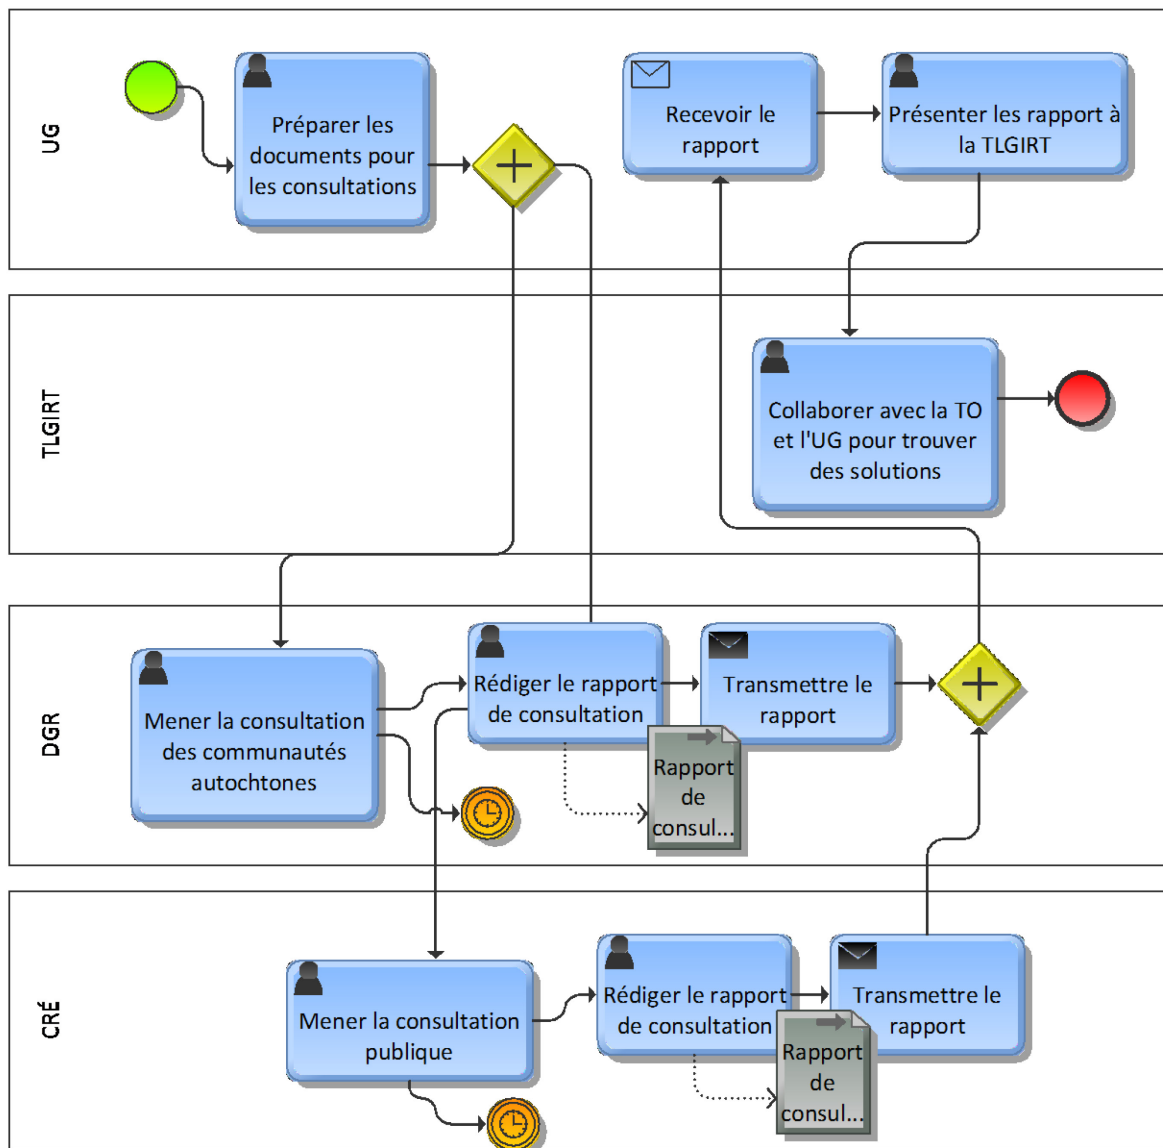 UG
Préparer les
documents pour
les consultations
Recevoir le
rapport
Présenter les rapport à
la TLGIRT
TLGIRT
Collaborer avec la TO
et l'UG pour trouver
des solutions
DGR
Mener la consultation
des communautés
autochtones
Rédiger le rapport
de consultation
Transmettre le
rapport
Rapport
de
consul...
CRÉ
Mener la consultation
publique
Rédiger le rapport
de consultation
Transmettre le
rapport
Rapport
de
consul...